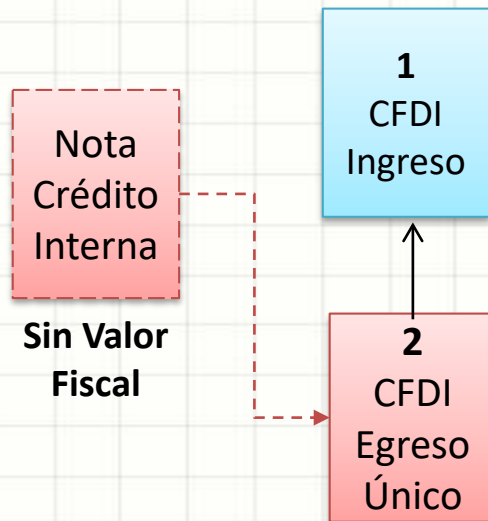 Nota
Crédito
Interna
Sin Valor
Fiscal
1
CFDI
Ingreso
2
CFDI
Egreso
Único